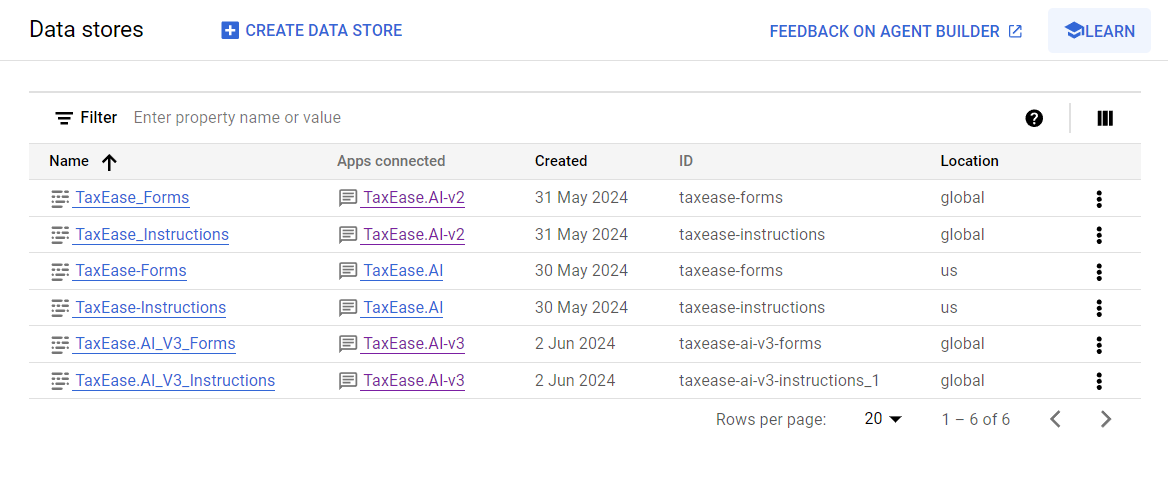 Data stores CREATE DATA STORE FEEDBACK ON AGENT BUILDER LEARN
Filter Enter property name or value
Name Apps connected Created ID Location
TaxEase_Forms TaxEase.AI-v2 31 May 2024 taxease-forms global
TaxEase_Instructions TaxEase.AI-v2 31 May 2024 taxease-instructions global
TaxEase-Forms TaxEase.AI 30 May 2024 taxease-forms us
TaxEase-Instructions TaxEase.AI 30 May 2024 taxease-instructions us
TaxEase.AI_V3_Forms TaxEase.AI-v3 2 Jun 2024 taxease-ai-v3-forms global
TaxEase.AI_V3_Instructions TaxEase.AI-v3 2 Jun 2024 taxease-ai-v3-instructions_1 global
Rows per page: 20 1 – 6 of 6